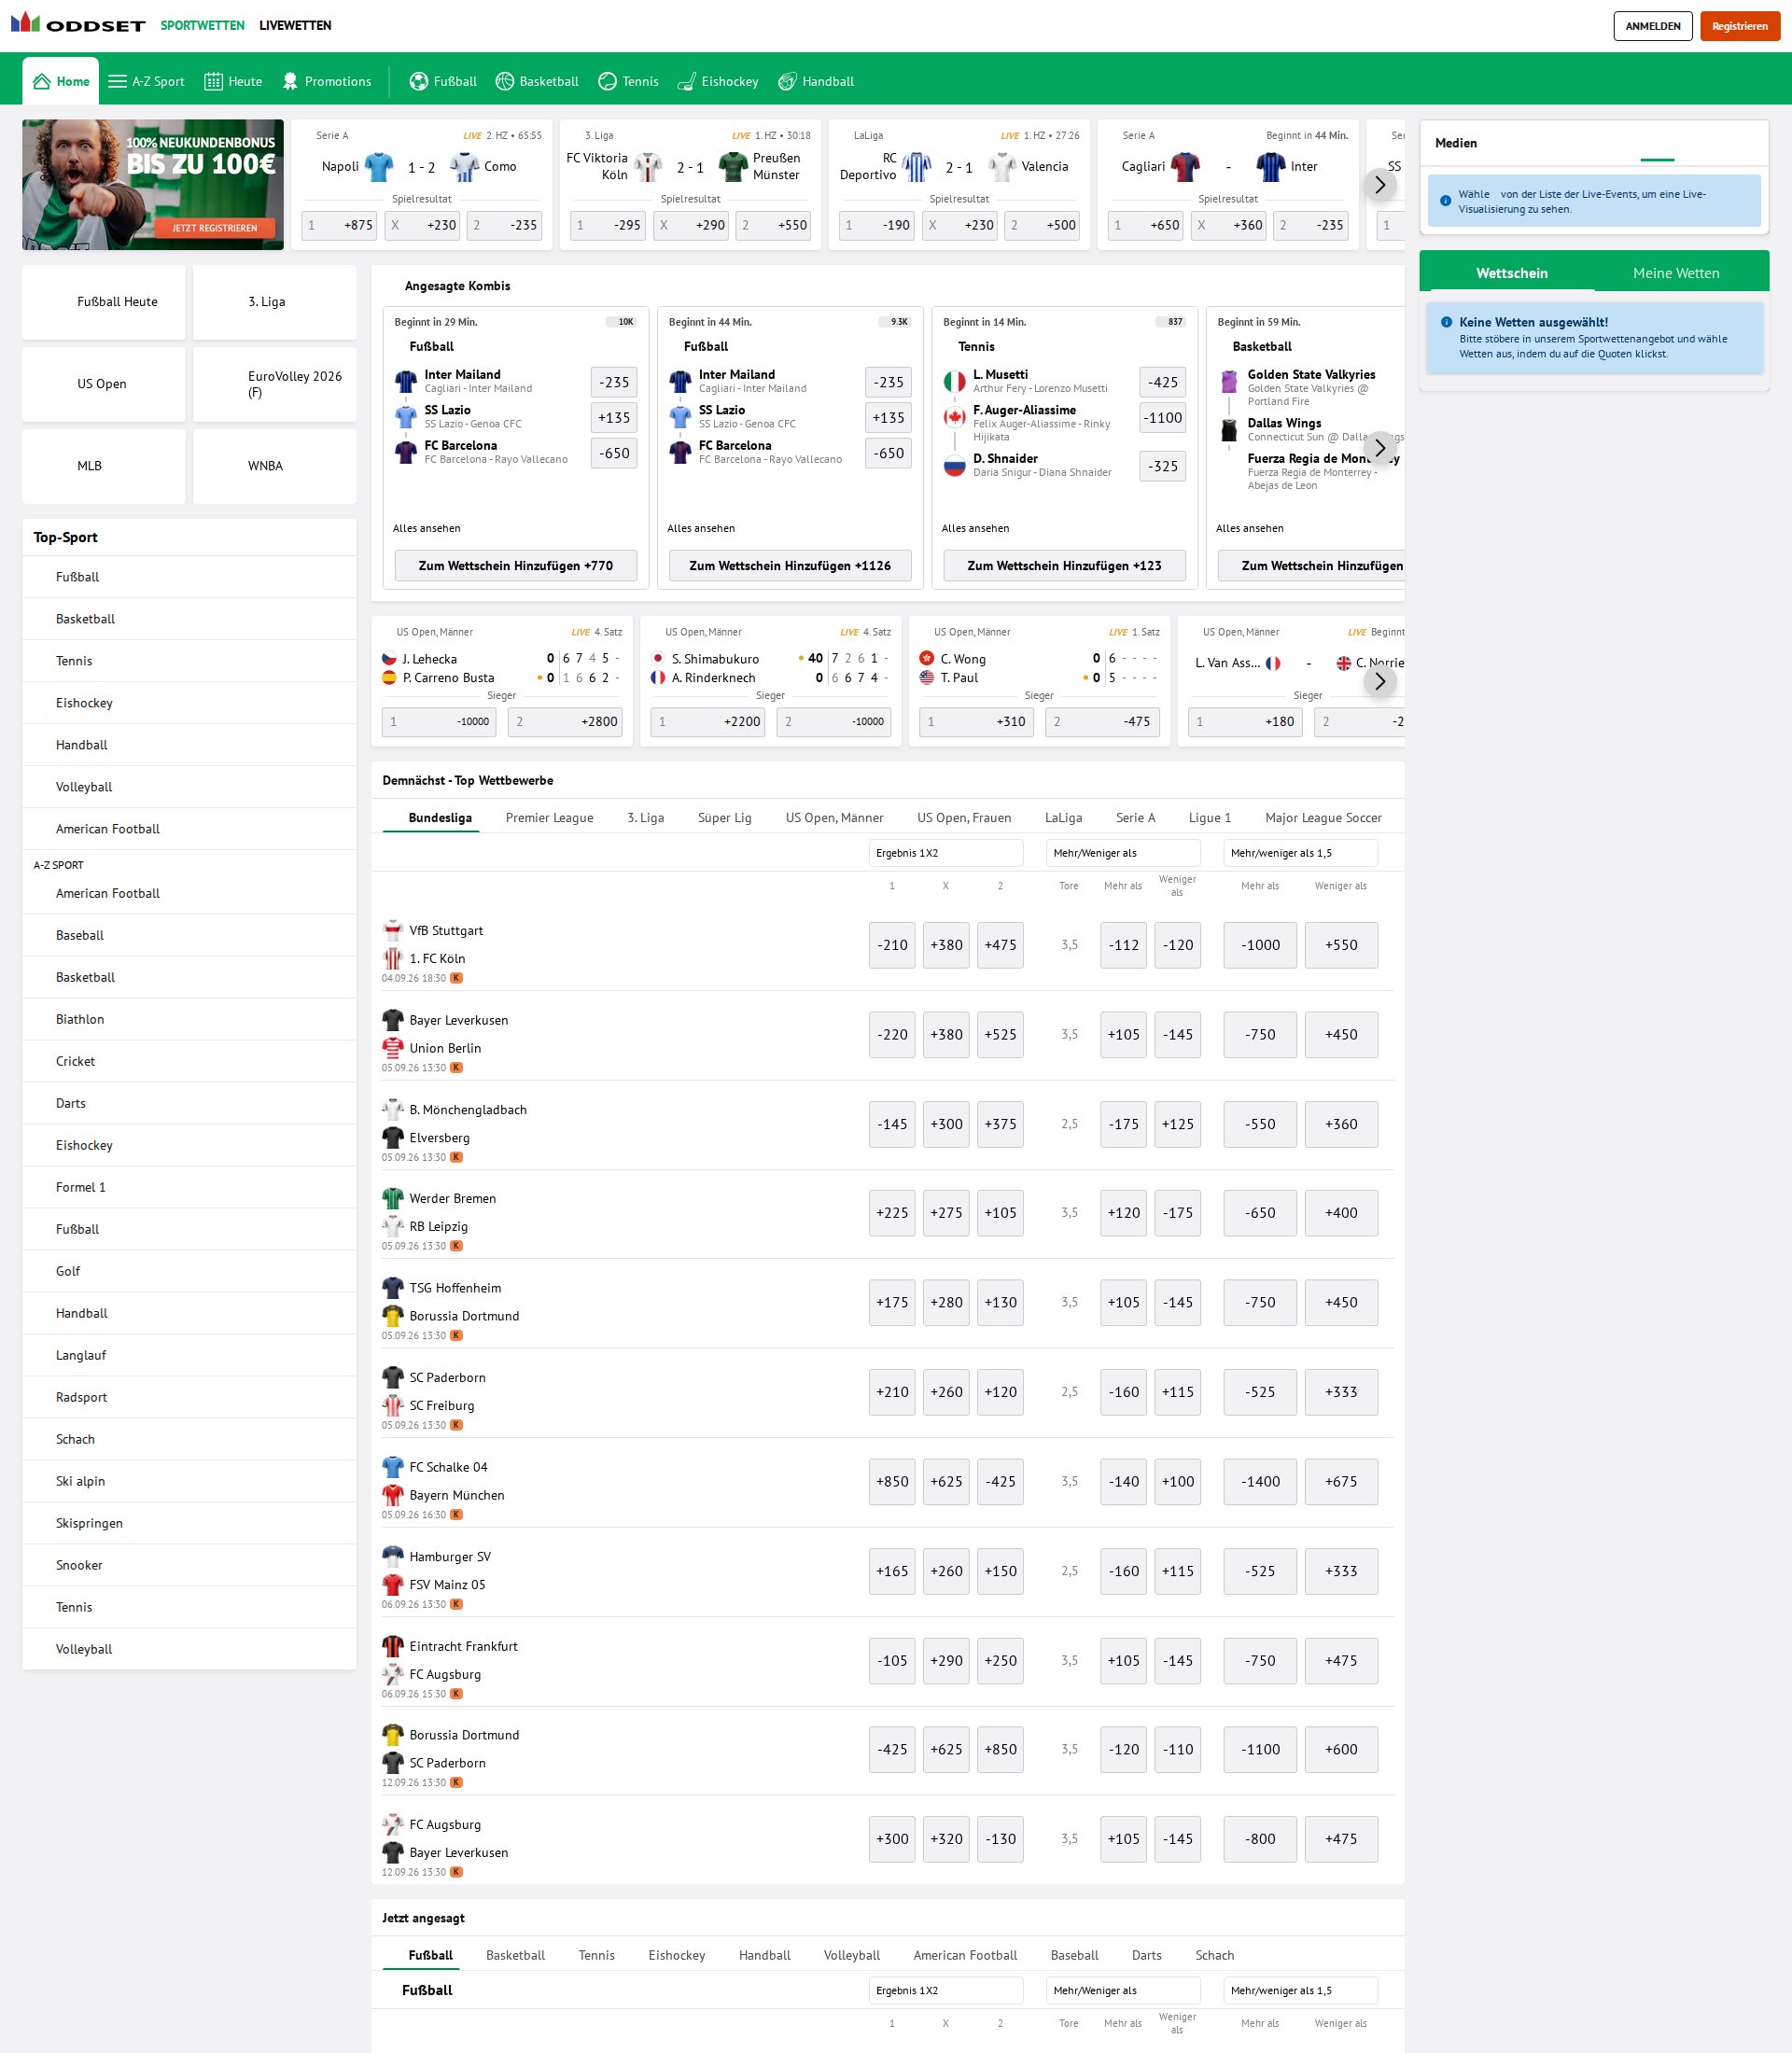 ODDSET SPORTWETTEN LIVEWETTEN ANMELDEN Registrieren
Home A-Z Sport Heute Promotions Fußball Basketball Tennis Eishockey Handball
100% NEUKUNDENBONUS
BIS ZU 100€
JETZT REGISTRIEREN
Serie A LIVE 2. HZ • 65:55
Napoli 1 - 2 Como
Spielresultat
1 +875 X +230 2 -235
3. Liga LIVE 1. HZ • 30:18
FC Viktoria Köln 2 - 1 Preußen Münster
Spielresultat
1 -295 X +290 2 +550
LaLiga LIVE 1. HZ • 27:26
RC Deportivo 2 - 1 Valencia
Spielresultat
1 -190 X +230 2 +500
Serie A Beginnt in 44 Min.
Cagliari - Inter
Spielresultat
1 +650 X +360 2 -235
Ser
SS
1
Medien
Wähle von der Liste der Live-Events, um eine Live-
Visualisierung zu sehen.
Wettschein Meine Wetten
Keine Wetten ausgewählt!
Bitte stöbere in unserem Sportwettenangebot und wähle
Wetten aus, indem du auf die Quoten klickst.
Fußball Heute
3. Liga
US Open
EuroVolley 2026
(F)
MLB
WNBA
Top-Sport
Fußball
Basketball
Tennis
Eishockey
Handball
Volleyball
American Football
A-Z SPORT
American Football
Baseball
Basketball
Biathlon
Cricket
Darts
Eishockey
Formel 1
Fußball
Golf
Handball
Langlauf
Radsport
Schach
Ski alpin
Skispringen
Snooker
Tennis
Volleyball
Angesagte Kombis
Beginnt in 29 Min. 10K
Fußball
Inter Mailand -235
Cagliari - Inter Mailand
SS Lazio +135
SS Lazio - Genoa CFC
FC Barcelona -650
FC Barcelona - Rayo Vallecano
Alles ansehen
Zum Wettschein Hinzufügen +770
Beginnt in 44 Min. 9.3K
Fußball
Inter Mailand -235
Cagliari - Inter Mailand
SS Lazio +135
SS Lazio - Genoa CFC
FC Barcelona -650
FC Barcelona - Rayo Vallecano
Alles ansehen
Zum Wettschein Hinzufügen +1126
Beginnt in 14 Min. 837
Tennis
L. Musetti -425
Arthur Fery - Lorenzo Musetti
F. Auger-Aliassime -1100
Felix Auger-Aliassime - Rinky
Hijikata
D. Shnaider -325
Daria Snigur - Diana Shnaider
Alles ansehen
Zum Wettschein Hinzufügen +123
Beginnt in 59 Min.
Basketball
Golden State Valkyries
Golden State Valkyries @
Portland Fire
Dallas Wings
Connecticut Sun @ Dallas Wings
Fuerza Regia de Monterrey
Fuerza Regia de Monterrey -
Abejas de Leon
Alles ansehen
Zum Wettschein Hinzufügen
US Open, Männer LIVE 4. Satz
J. Lehecka 0 6 7 4 5 -
P. Carreno Busta 0 1 6 6 2 -
Sieger
1 -10000 2 +2800
US Open, Männer LIVE 4. Satz
S. Shimabukuro 40 7 2 6 1 -
A. Rinderknech 0 6 6 7 4 -
Sieger
1 +2200 2 -10000
US Open, Männer LIVE 1. Satz
C. Wong 0 6 - - - -
T. Paul 0 5 - - - -
Sieger
1 +310 2 -475
US Open, Männer LIVE Beginnt
L. Van Ass... - C. Norrie
Sieger
1 +180 2 -2
Demnächst - Top Wettbewerbe
Bundesliga Premier League 3. Liga Süper Lig US Open, Männer US Open, Frauen LaLiga Serie A Ligue 1 Major League Soccer
Ergebnis 1X2 Mehr/Weniger als Mehr/weniger als 1,5
1 X 2 Tore Mehr als Weniger als Mehr als Weniger als
VfB Stuttgart
1. FC Köln
04.09.26 18:30 K
-210 +380 +475 3,5 -112 -120 -1000 +550
Bayer Leverkusen
Union Berlin
05.09.26 13:30 K
-220 +380 +525 3,5 +105 -145 -750 +450
B. Mönchengladbach
Elversberg
05.09.26 13:30 K
-145 +300 +375 2,5 -175 +125 -550 +360
Werder Bremen
RB Leipzig
05.09.26 13:30 K
+225 +275 +105 3,5 +120 -175 -650 +400
TSG Hoffenheim
Borussia Dortmund
05.09.26 13:30 K
+175 +280 +130 3,5 +105 -145 -750 +450
SC Paderborn
SC Freiburg
05.09.26 13:30 K
+210 +260 +120 2,5 -160 +115 -525 +333
FC Schalke 04
Bayern München
05.09.26 16:30 K
+850 +625 -425 3,5 -140 +100 -1400 +675
Hamburger SV
FSV Mainz 05
06.09.26 13:30 K
+165 +260 +150 2,5 -160 +115 -525 +333
Eintracht Frankfurt
FC Augsburg
06.09.26 15:30 K
-105 +290 +250 3,5 +105 -145 -750 +475
Borussia Dortmund
SC Paderborn
12.09.26 13:30 K
-425 +625 +850 3,5 -120 -110 -1100 +600
FC Augsburg
Bayer Leverkusen
12.09.26 13:30 K
+300 +320 -130 3,5 +105 -145 -800 +475
Jetzt angesagt
Fußball Basketball Tennis Eishockey Handball Volleyball American Football Baseball Darts Schach
Fußball Ergebnis 1X2 Mehr/Weniger als Mehr/weniger als 1,5
1 X 2 Tore Mehr als Weniger als Mehr als Weniger als